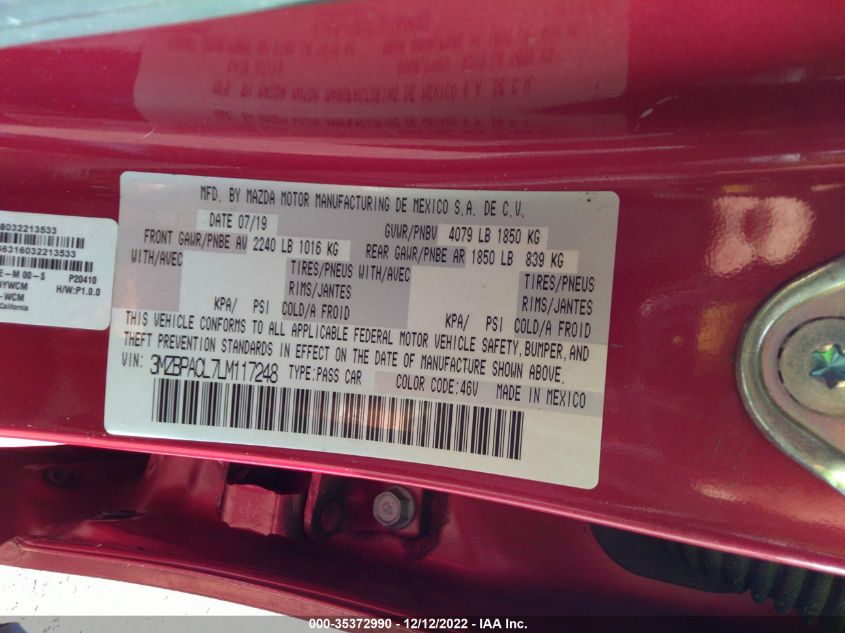 MFD. BY MAZDA MOTOR MANUFACTURING DE MEXICO S.A. DE C.V.
DATE 07/19 GVWR/PNBV 4079 LB 1850 KG
FRONT GAWR/PNBE AV 2240 LB 1016 KG REAR GAWR/PNBE AR 1850 LB 839 KG
WITH/AVEC TIRES/PNEUS WITH/AVEC TIRES/PNEUS
RIMS/JANTES RIMS/JANTES
KPA/ PSI COLD/A FROID KPA/ PSI COLD/A FROID
THIS VEHICLE CONFORMS TO ALL APPLICABLE FEDERAL MOTOR VEHICLE SAFETY, BUMPER, AND
THEFT PREVENTION STANDARDS IN EFFECT ON THE DATE OF MANUFACTURE SHOWN ABOVE.
VIN: 3MZBPACL7LM117248 TYPE:PASS CAR COLOR CODE:46V MADE IN MEXICO
8032213533
66316032213533
E-M 00-S P20410
YWCM H/W:P1.0.0
-WCM
California
000-35372990 - 12/12/2022 - IAA Inc.